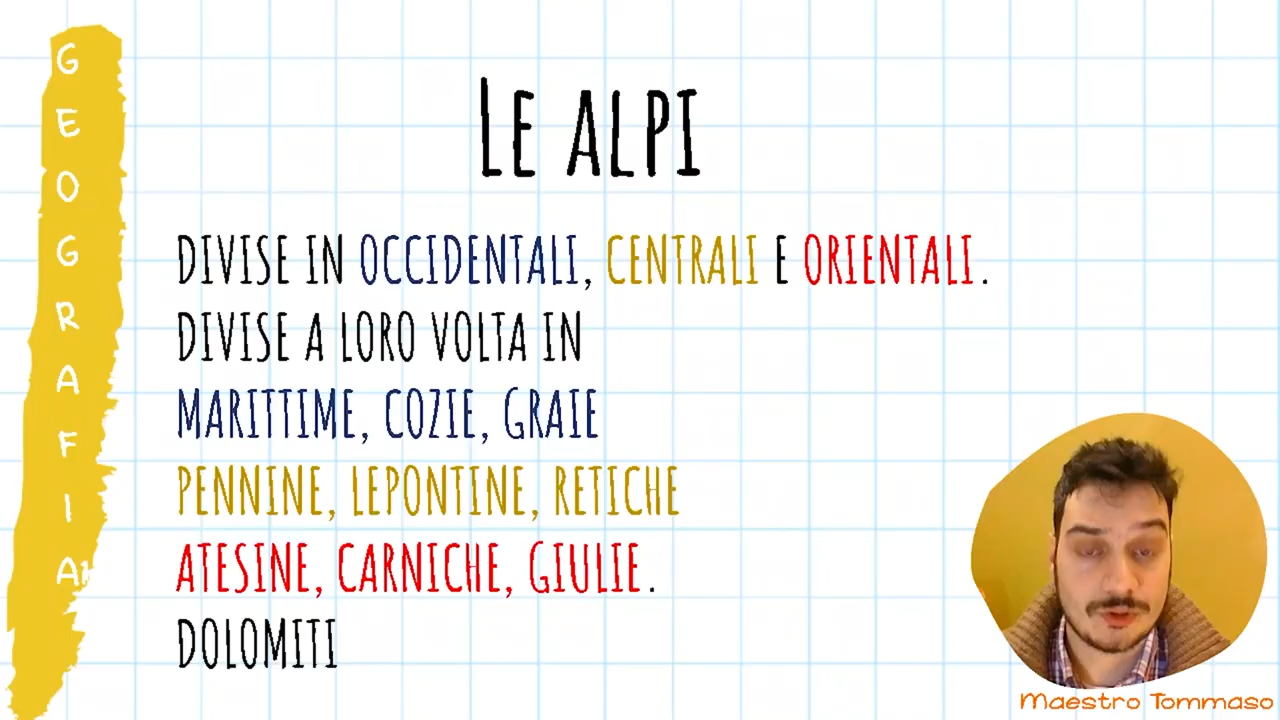 GEOGRAFIA
LE ALPI
DIVISE IN OCCIDENTALI, CENTRALI E ORIENTALI.
DIVISE A LORO VOLTA IN
MARITTIME, COZIE, GRAIE
PENNINE, LEPONTINE, RETICHE
ATESINE, CARNICHE, GIULIE.
DOLOMITI
Maestro Tommaso